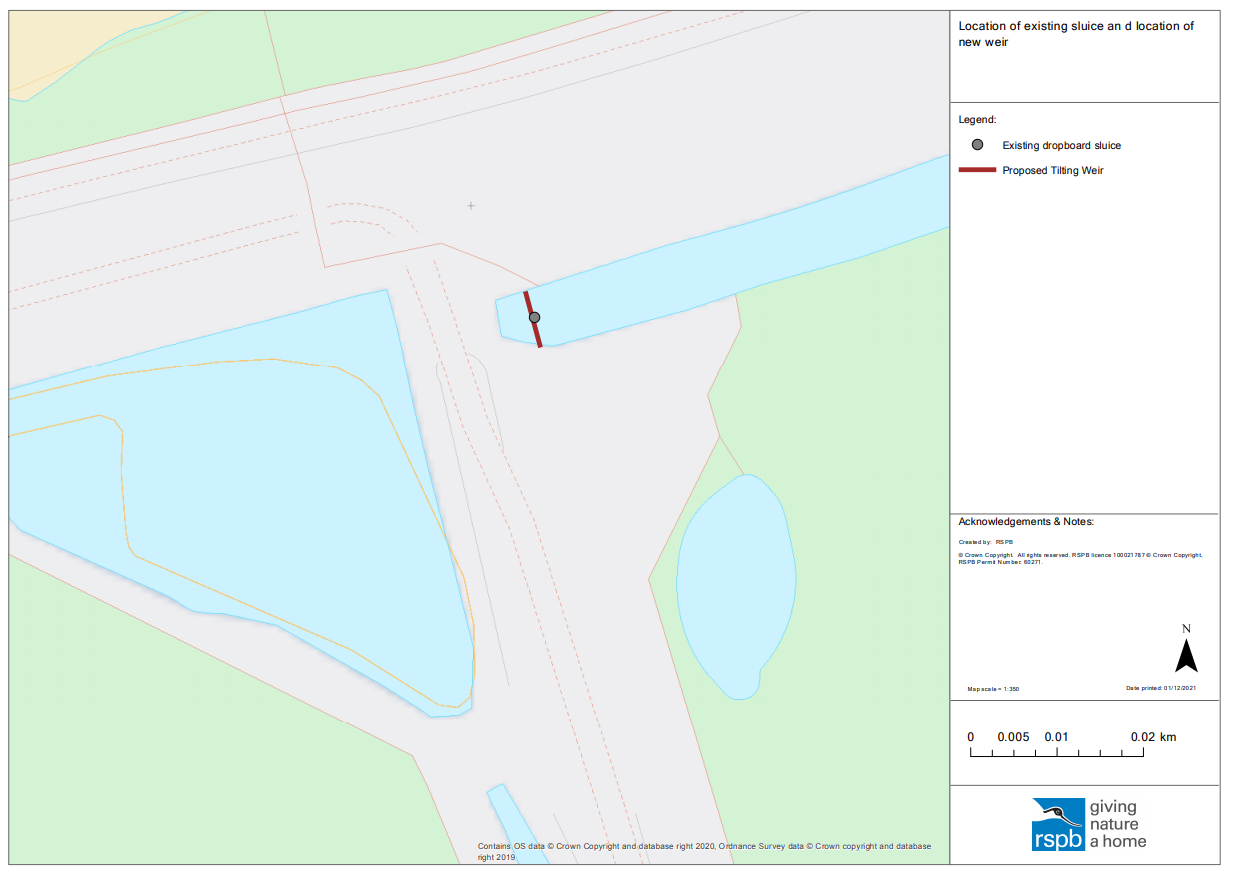 Location of existing sluice an d location of
new weir
Legend:
Existing dropboard sluice
Proposed Tilting Weir
Acknowledgements & Notes:
Created by: RSPB
© Crown Copyright. All rights reserved. RSPB licence 100021787 © Crown Copyright,
RSPB Permit Number: 60271.
N
Map scale = 1:350
Date printed: 01/12/2021
0 0.005 0.01 0.02 km
rspb
giving
nature
a home
Contains OS data © Crown Copyright and database right 2020, Ordnance Survey data © Crown copyright and database
right 2019